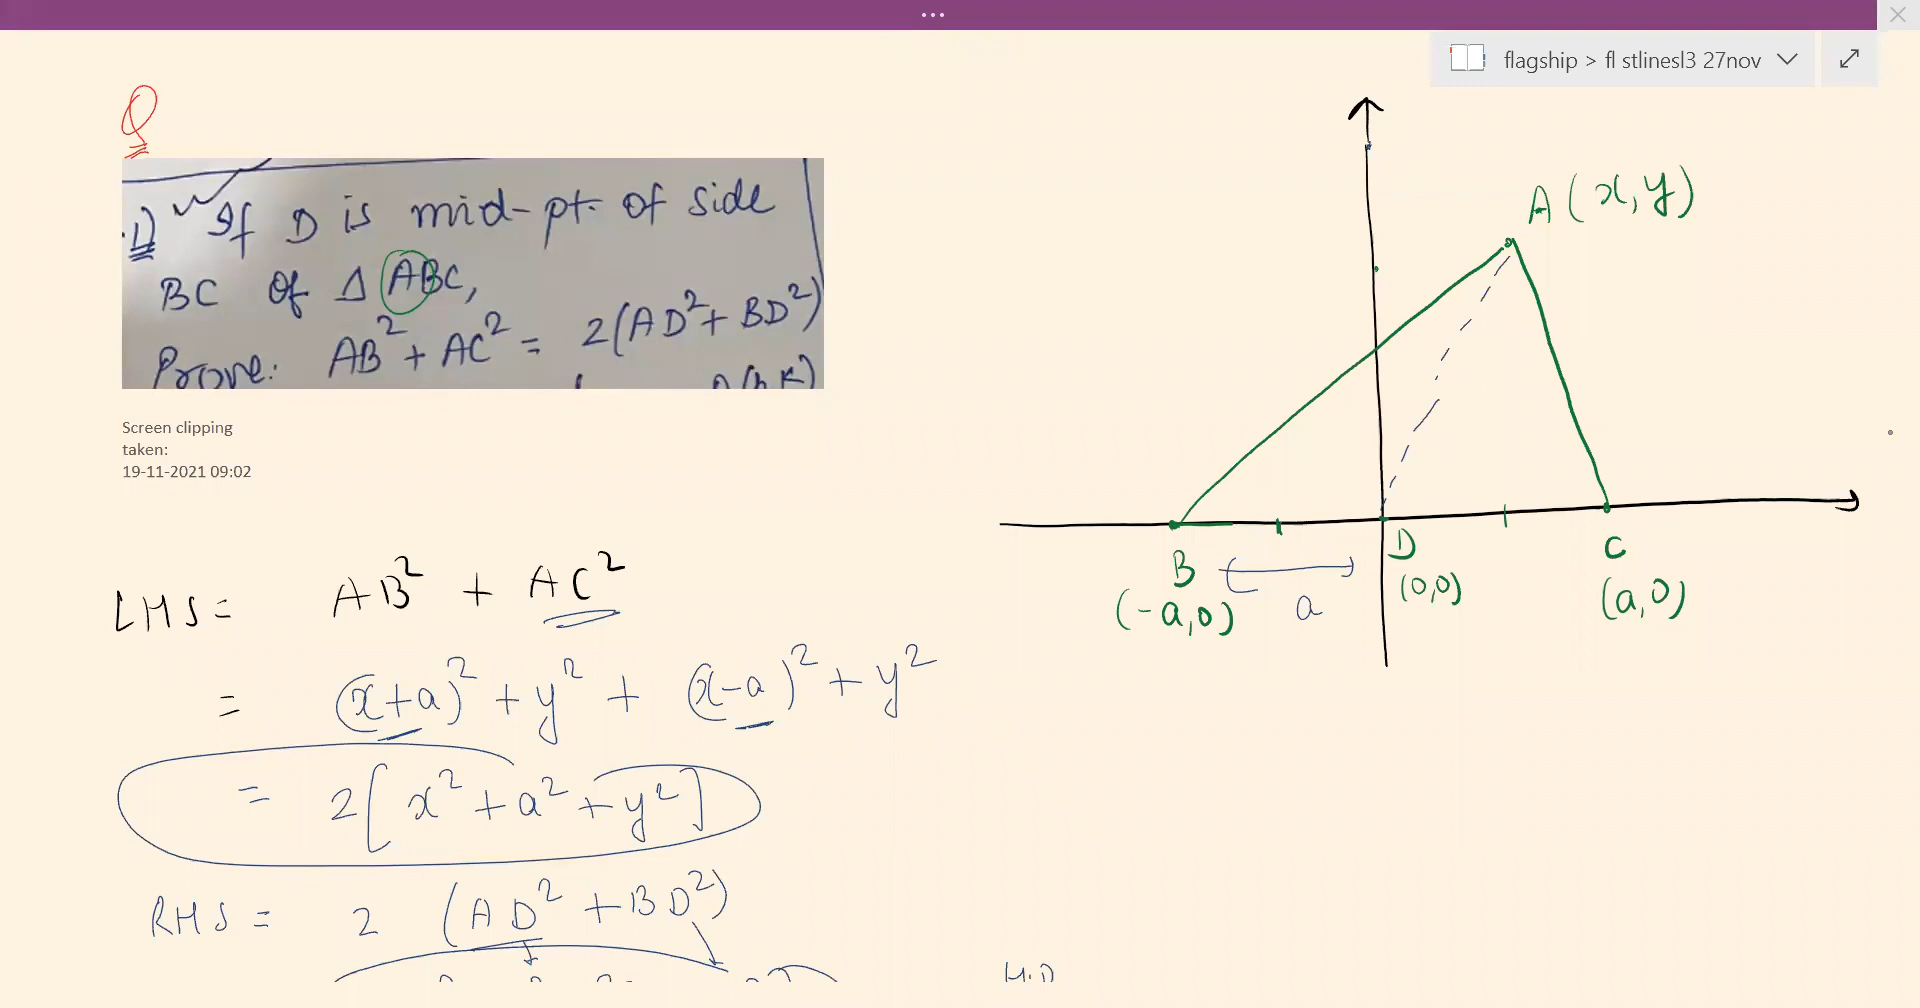 ...
flagship > fl stlinesl3 27nov
Q
1) If D is mid-pt. of side
BC of Δ ABC,
Prove: AB² + AC² = 2(AD² + BD²)
Screen clipping
taken:
19-11-2021 09:02
A (x,y)
B
(-a,0)
a
D
(0,0)
C
(a,0)
LHS = AB² + AC²
= (x+a)² + y² + (x-a)² + y²
= 2[x² + a² + y²]
RHS = 2 (AD² + BD²)